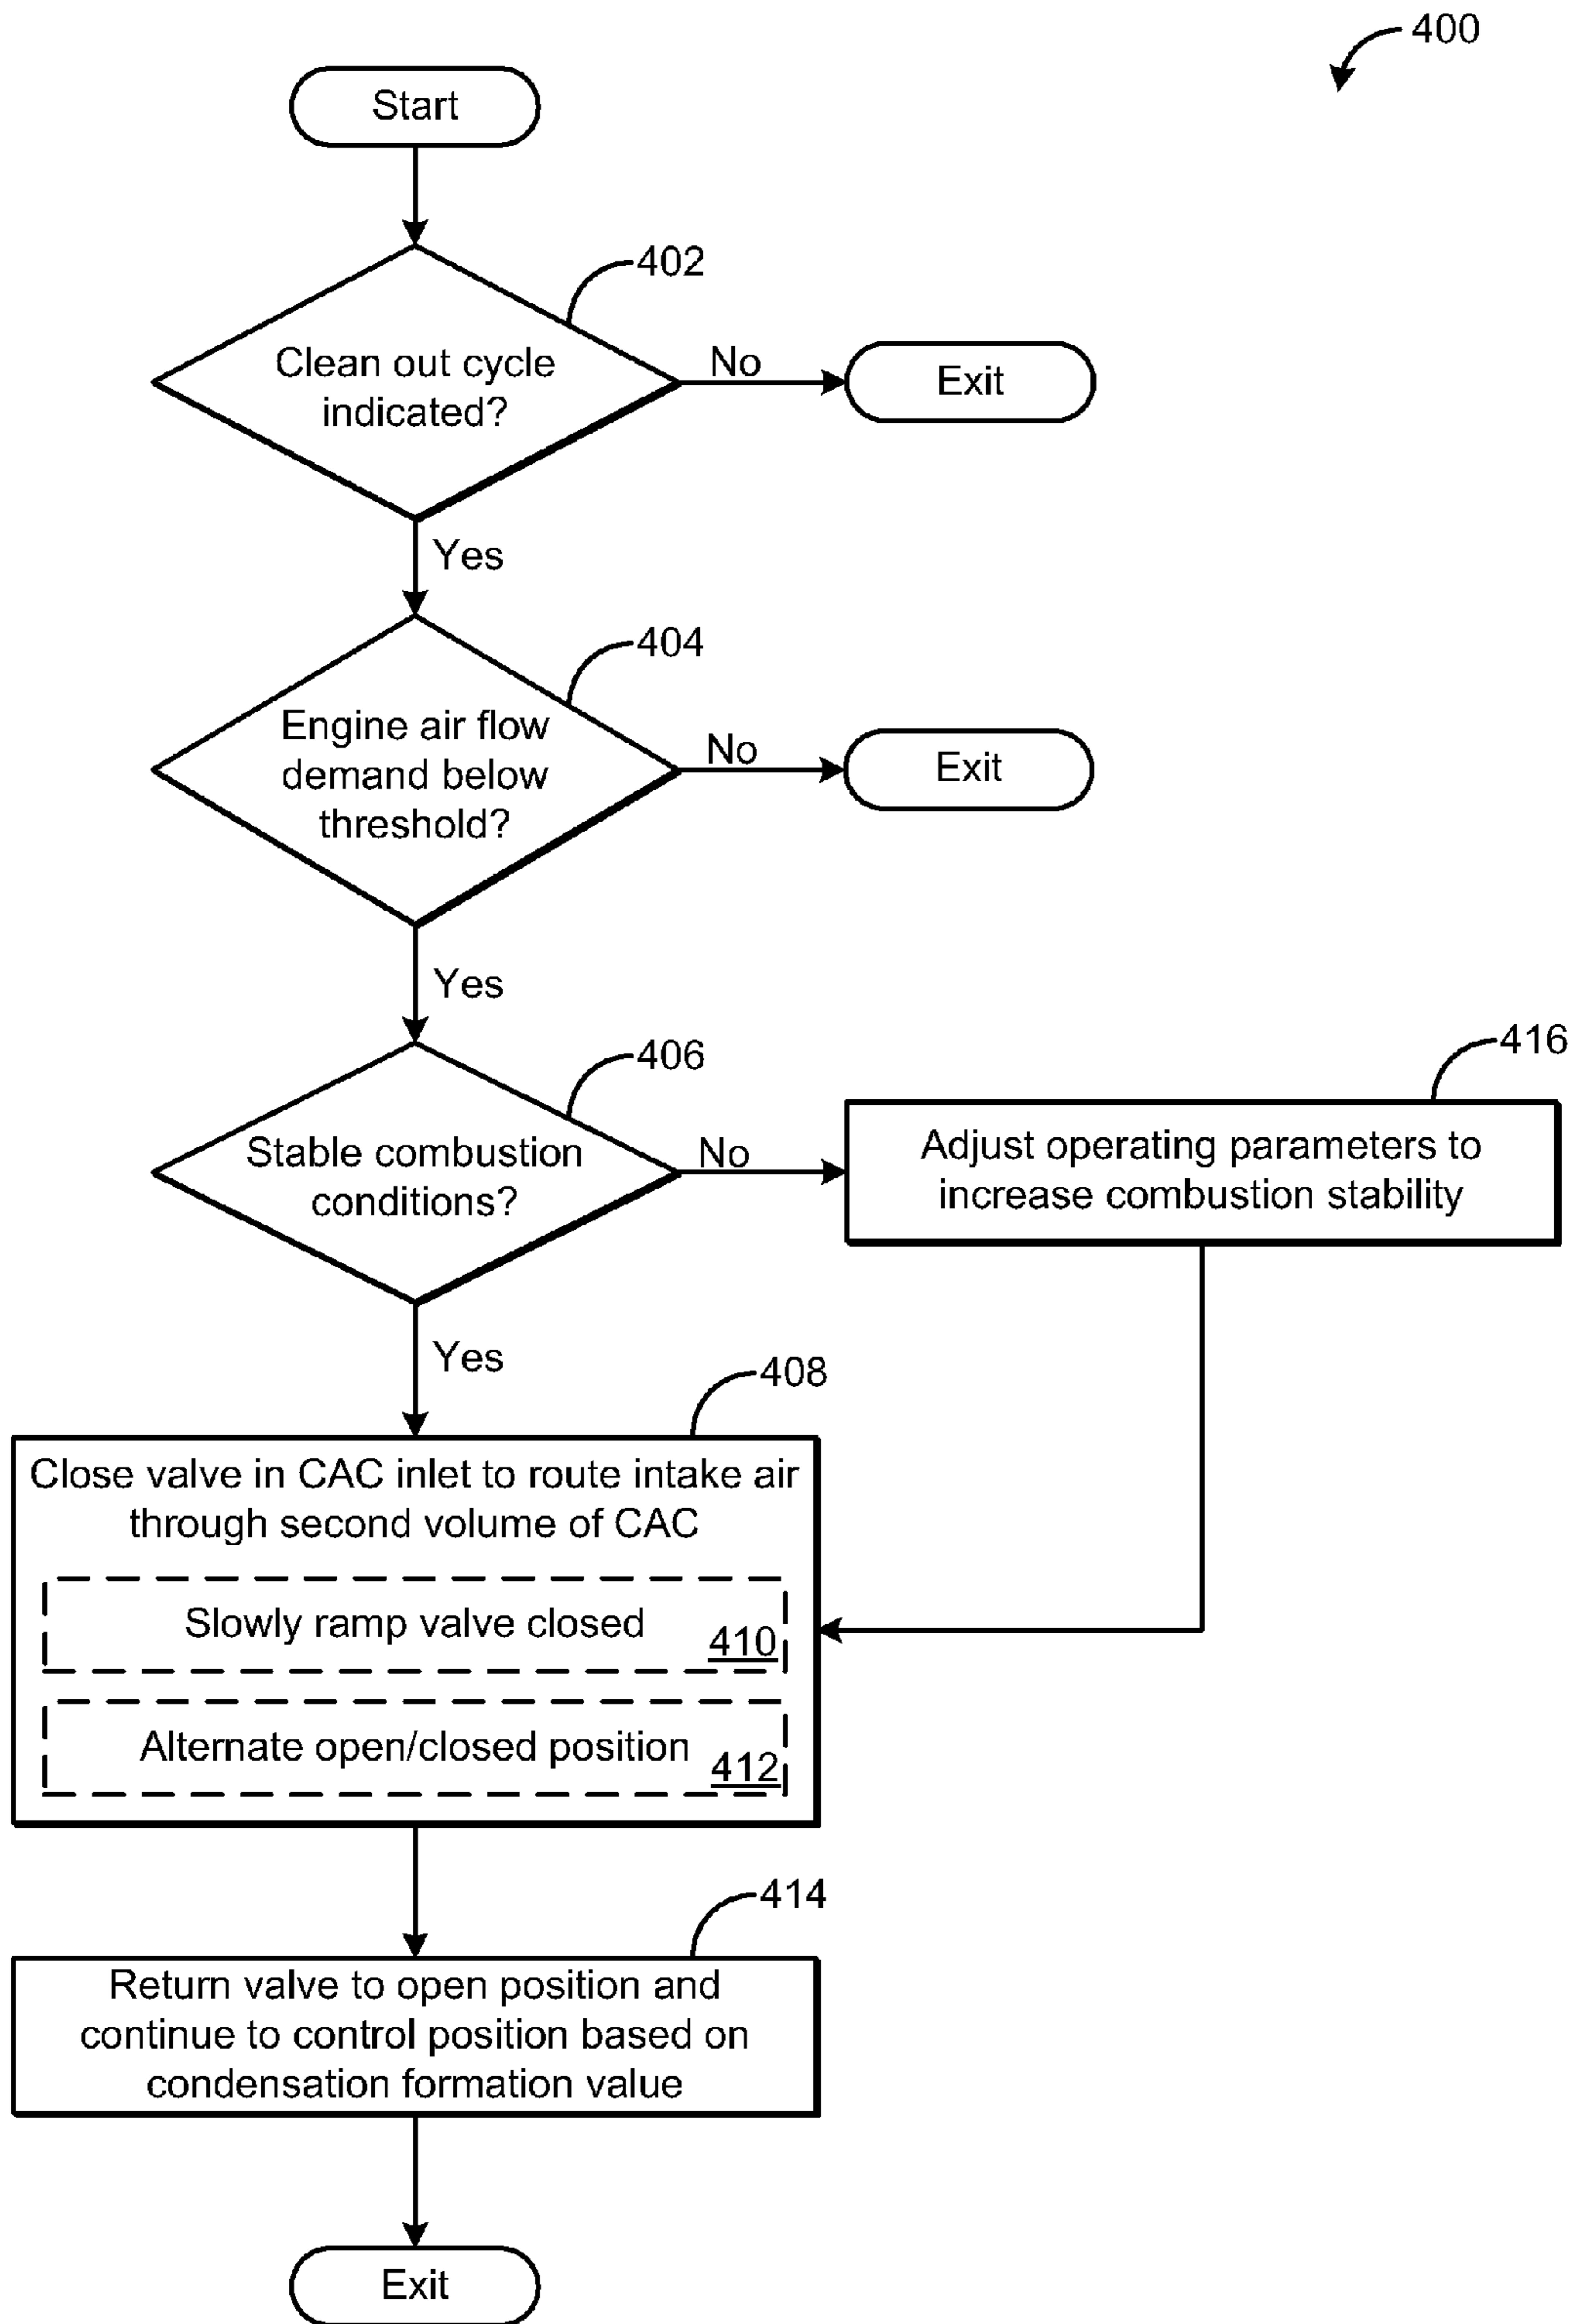 400
Start
402
Clean out cycle
indicated?
No
Exit
Yes
404
Engine air flow
demand below
threshold?
No
Exit
Yes
406
Stable combustion
conditions?
No
416
Adjust operating parameters to
increase combustion stability
Yes
408
Close valve in CAC inlet to route intake air
through second volume of CAC
Slowly ramp valve closed
410
Alternate open/closed position
412
414
Return valve to open position and
continue to control position based on
condensation formation value
Exit